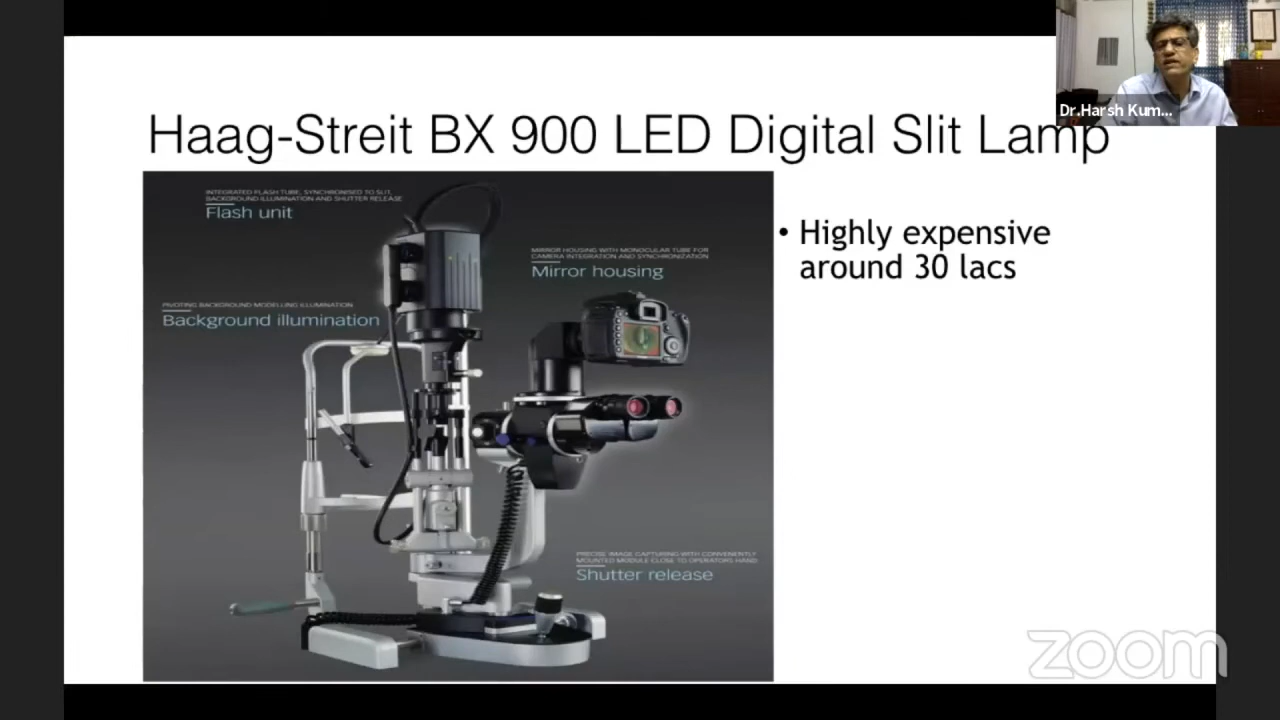 Dr.Harsh Kum...
Haag-Streit BX 900 LED Digital Slit Lamp
INTEGRATED FLASH TUBE, SYNCHRONISED TO SLIT,
BACKGROUND ILLUMINATION AND SHUTTER RELEASE
Flash unit
MIRROR HOUSING WITH MONOCULAR TUBE FOR
CAMERA INTEGRATION AND SYNCHRONIZATION
Mirror housing
PIVOTING BACKGROUND MODELLING ILLUMINATION
Background illumination
PRECISE IMAGE CAPTURING WITH CONVENIENTLY
MOUNTED MODULE CLOSE TO OPERATORS HAND
Shutter release
• Highly expensive
around 30 lacs
zoom